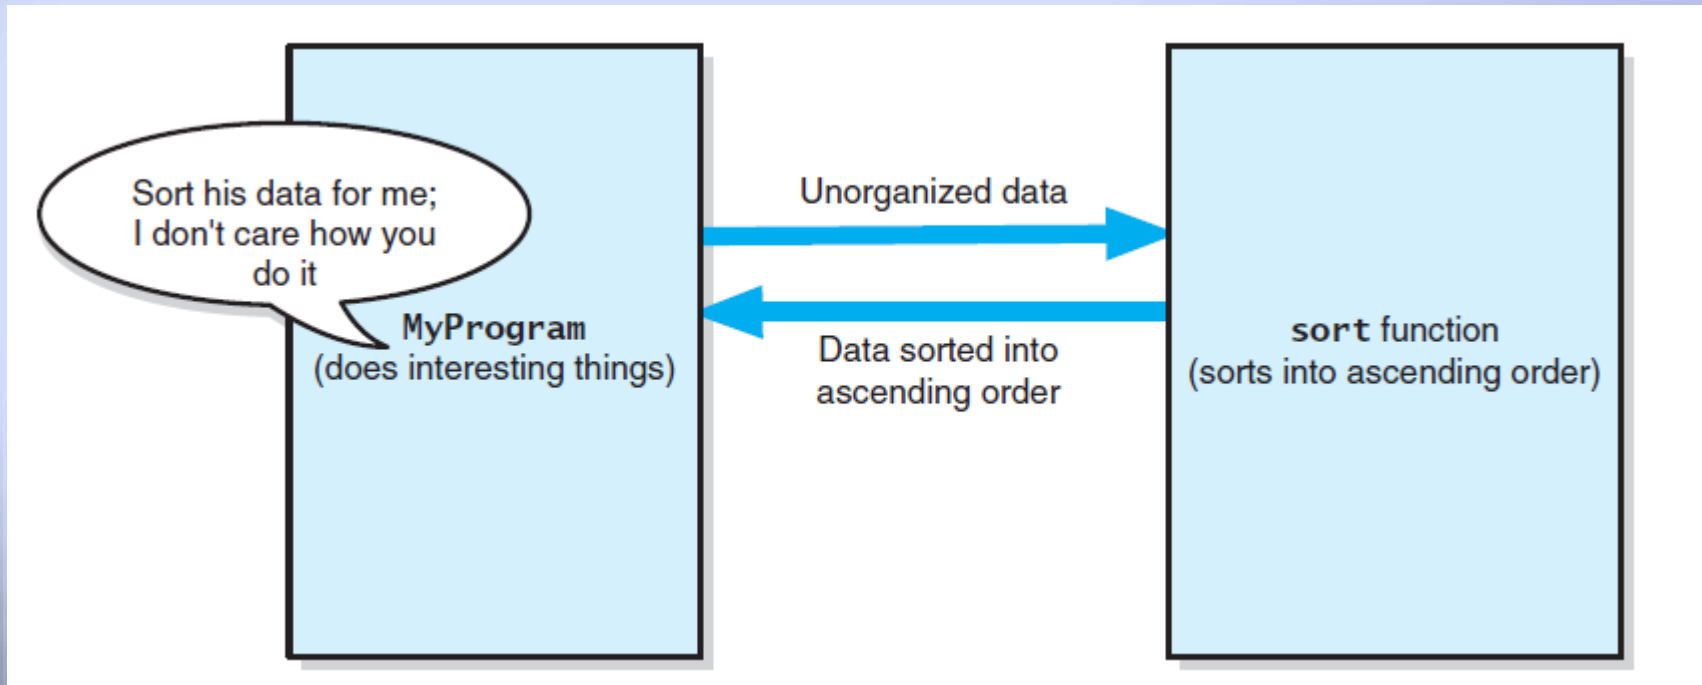 Sort his data for me;
I don't care how you
do it
MyProgram
(does interesting things)
Unorganized data
Data sorted into
ascending order
sort function
(sorts into ascending order)